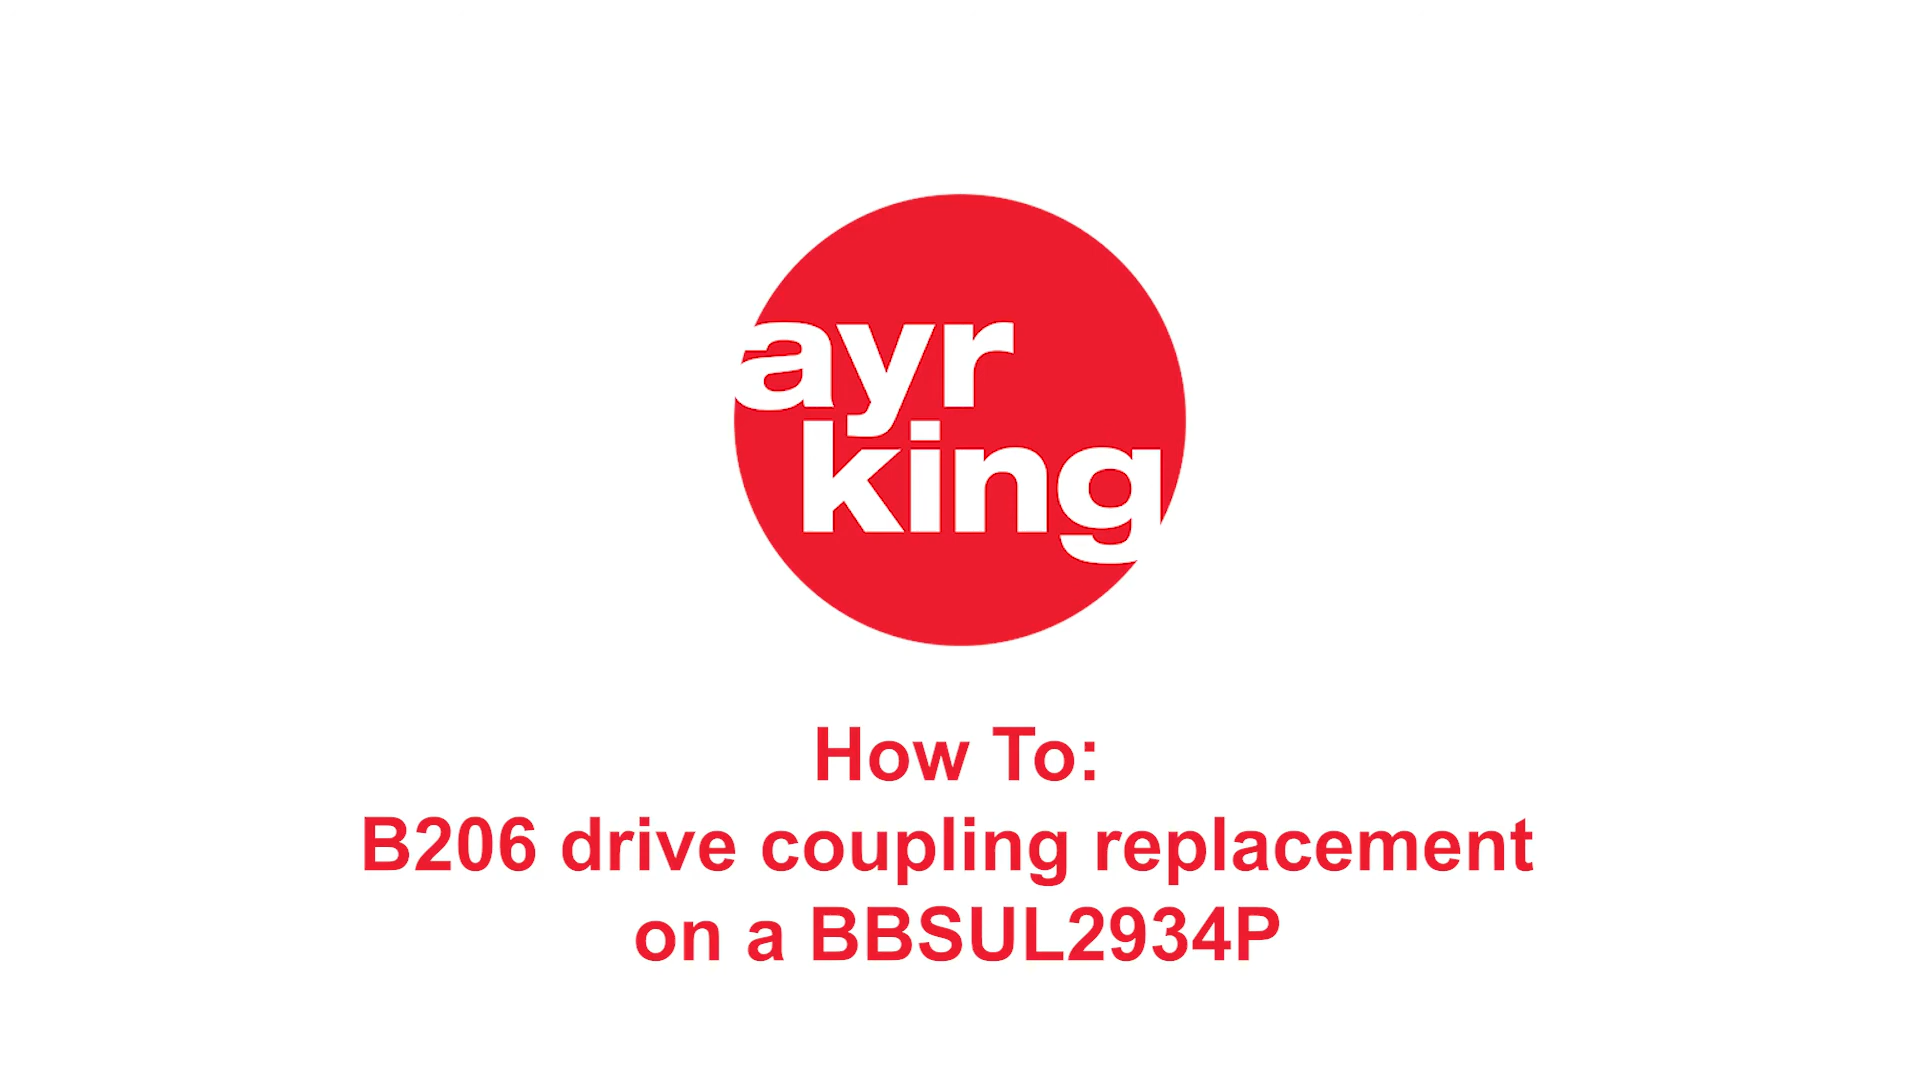 ayr
king
How To:
B206 drive coupling replacement
on a BBSUL2934P